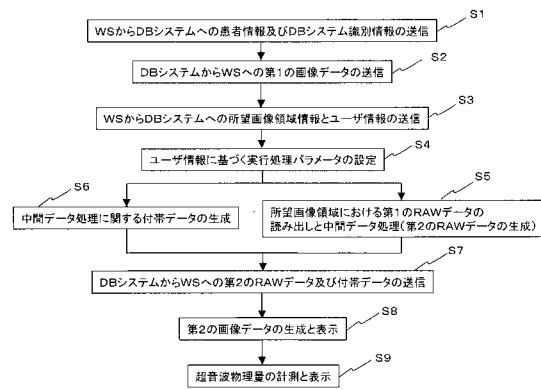 S1
WSからDBシステムへの患者情報及びDBシステム識別情報の送信
S2
DBシステムからWSへの第1の画像データの送信
S3
WSからDBシステムへの所望画像領域情報とユーザ情報の送信
S4
ユーザ情報に基づく実行処理パラメータの設定
S6
中間データ処理に関する付帯データの生成
S5
所望画像領域における第1のRAWデータの
読み出しと中間データ処理(第2のRAWデータの生成)
S7
DBシステムからWSへの第2のRAWデータ及び付帯データの送信
S8
第2の画像データの生成と表示
S9
超音波物理量の計測と表示